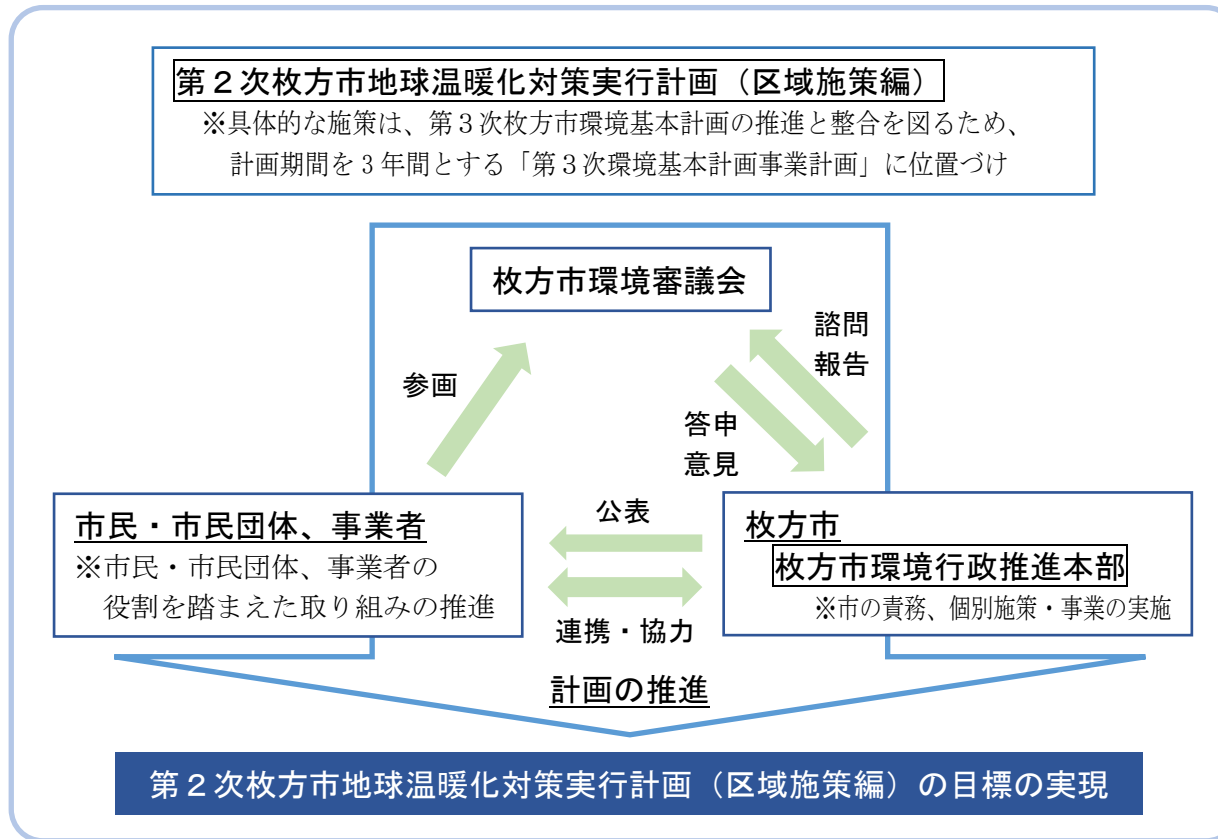 第２次枚方市地球温暖化対策実行計画（区域施策編）
※具体的な施策は、第３次枚方市環境基本計画の推進と整合を図るため、
計画期間を３年間とする「第３次環境基本計画事業計画」に位置づけ
枚方市環境審議会
諮問
報告
参画
答申
意見
市民・市民団体、事業者
※市民・市民団体、事業者の
役割を踏まえた取り組みの推進
公表
連携・協力
枚方市
枚方市環境行政推進本部
※市の責務、個別施策・事業の実施
計画の推進
第２次枚方市地球温暖化対策実行計画（区域施策編）の目標の実現